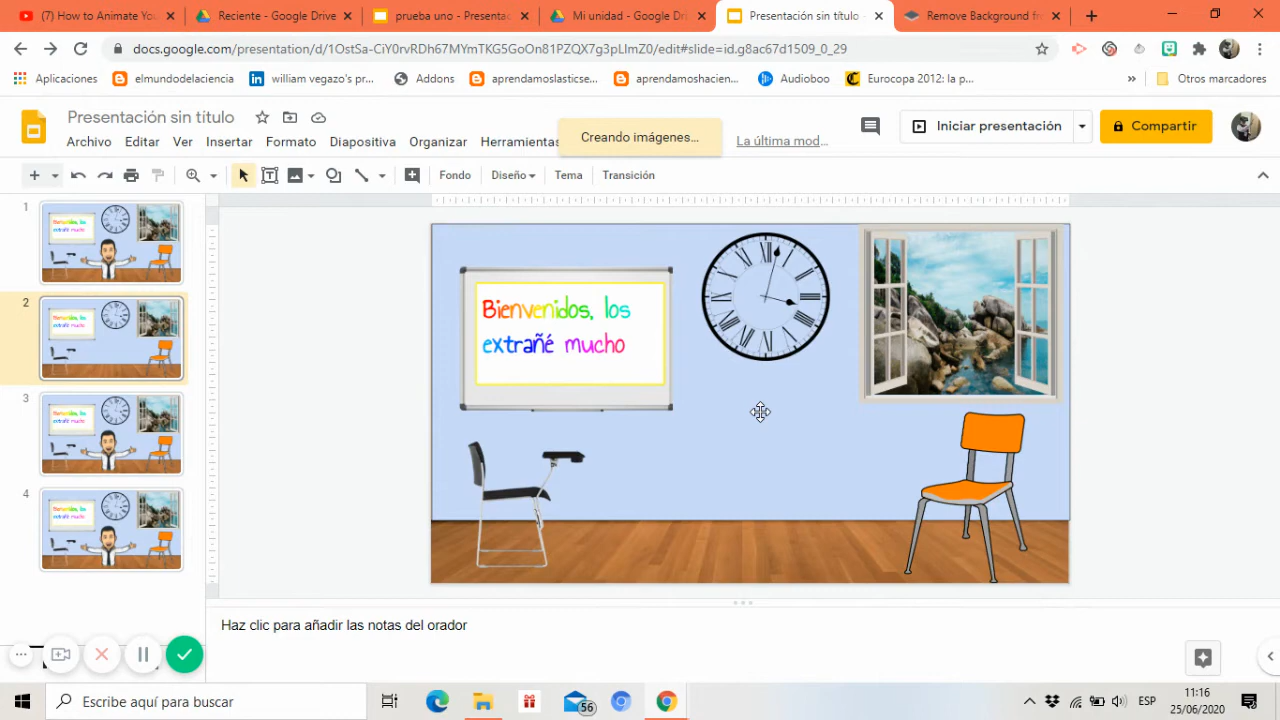 (7) How to Animate You
Reciente - Google Drive
prueba uno - Presentac
Mi unidad - Google Dri
Presentación sin título
Remove Background fr
docs.google.com/presentation/d/1OstSa-CiY0rvRDh67MYmTKG5GoOn81PZQX7g3pLImZ0/edit#slide=id.g8ac67d1509_0_29
Aplicaciones
elmundodelaciencia
william vegazo's pr...
Addons
aprendamoslasticse...
aprendamoshacien...
Audioboo
Eurocopa 2012: la p...
»
Otros marcadores
Presentación sin título
Archivo Editar Ver Insertar Formato Diapositiva Organizar Herramientas
Creando imágenes...
La última mod...
Iniciar presentación
Compartir
Fondo Diseño Tema Transición
1
2
3
4
Bienvenidos, los
extrañé mucho
Haz clic para añadir las notas del orador
Escribe aquí para buscar
56
ESP
11:16
25/06/2020